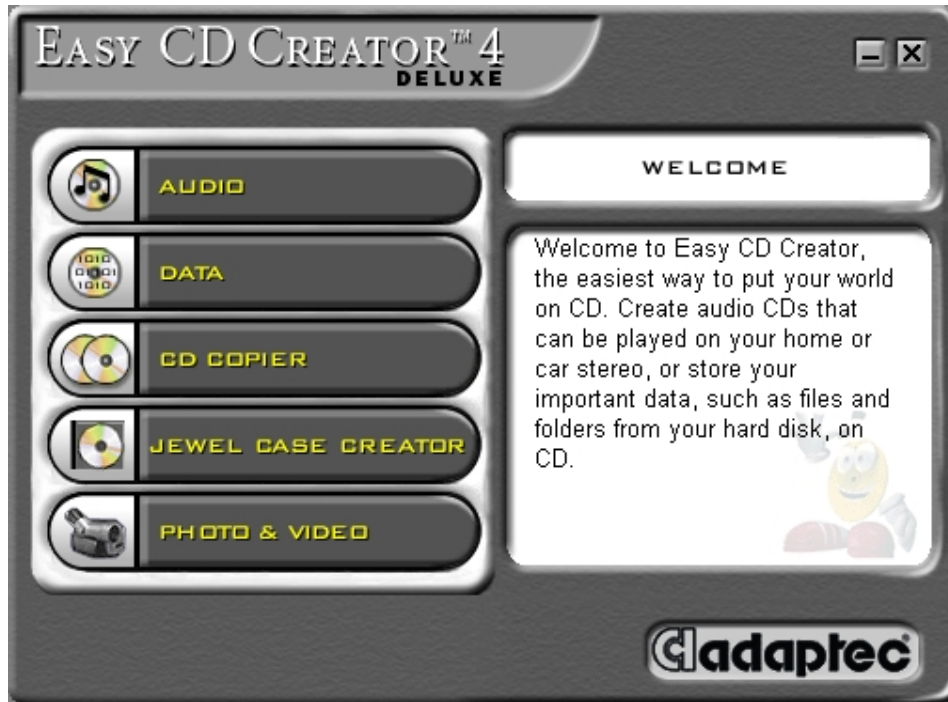 EASY CD CREATOR™ 4
DELUXE
AUDIO
DATA
CD COPIER
JEWEL CASE CREATOR
PHOTO & VIDEO
WELCOME
Welcome to Easy CD Creator,
the easiest way to put your world
on CD. Create audio CDs that
can be played on your home or
car stereo, or store your
important data, such as files and
folders from your hard disk, on
CD.
adaptec®